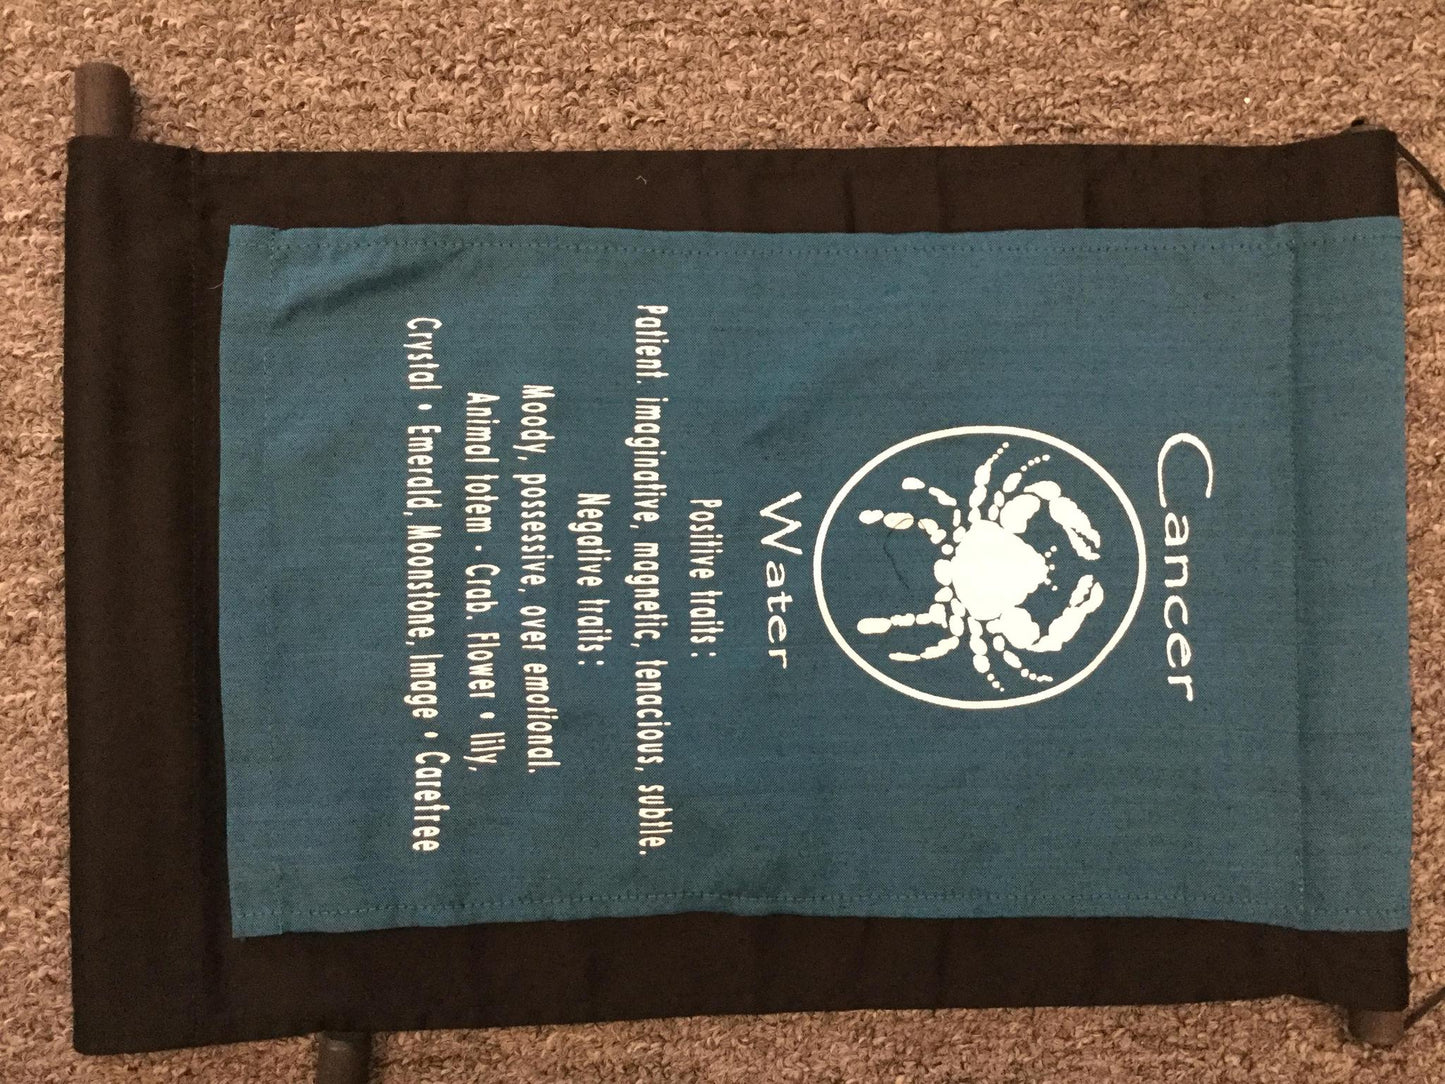 Cancer
Water
Positive traits:
Patient. imaginative, magnetic, tenacious, subtle.
Negative traits:
Moody, possessive, over emotional.
Animal totem • Crab. Flower • lily,
Crystal • Emerald, Moonstone, Image • Carefree